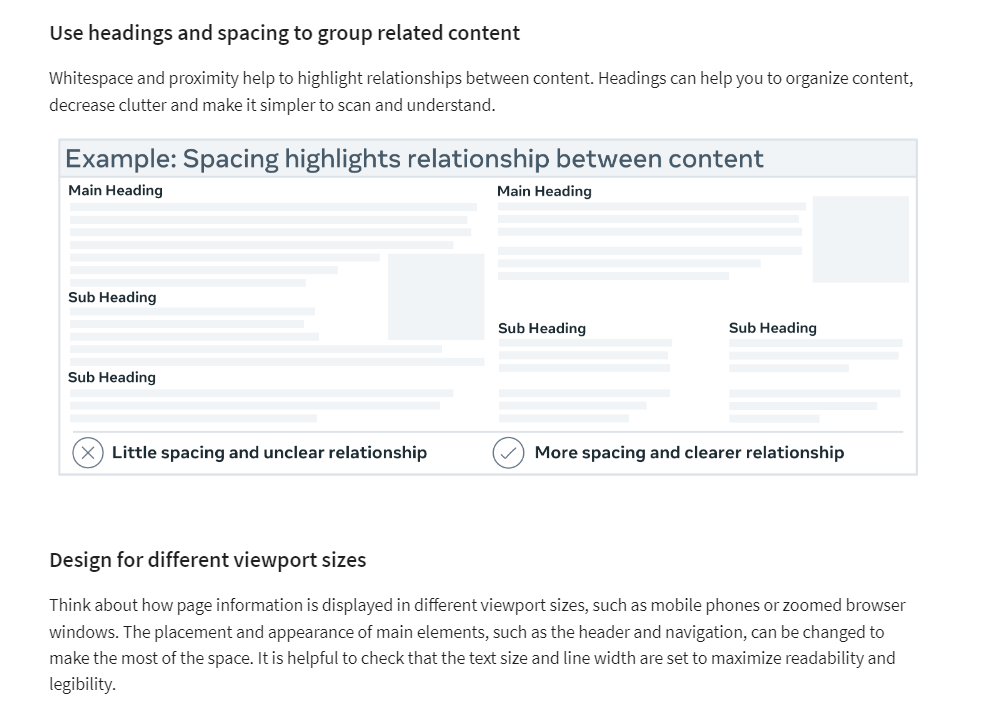 Use headings and spacing to group related content
Whitespace and proximity help to highlight relationships between content. Headings can help you to organize content,
decrease clutter and make it simpler to scan and understand.
Example: Spacing highlights relationship between content
Main Heading
Sub Heading
Sub Heading
Little spacing and unclear relationship
Main Heading
Sub Heading
Sub Heading
More spacing and clearer relationship
Design for different viewport sizes
Think about how page information is displayed in different viewport sizes, such as mobile phones or zoomed browser
windows. The placement and appearance of main elements, such as the header and navigation, can be changed to
make the most of the space. It is helpful to check that the text size and line width are set to maximize readability and
legibility.